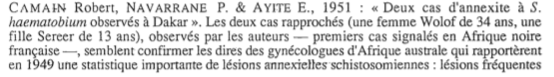 CAMAIN Robert, NAVARRANE P. & AYITE E., 1951 : « Deux cas d'annexite à S.
haematobium observés à Dakar ». Les deux cas rapprochés (une femme Wolof de 34 ans, une
fille Sereer de 13 ans), observés par les auteurs — premiers cas signalés en Afrique noire
française —, semblent confirmer les dires des gynécologues d'Afrique australe qui rapportèrent
en 1949 une statistique importante de lésions annexielles schistosomiennes : lésions fréquentes